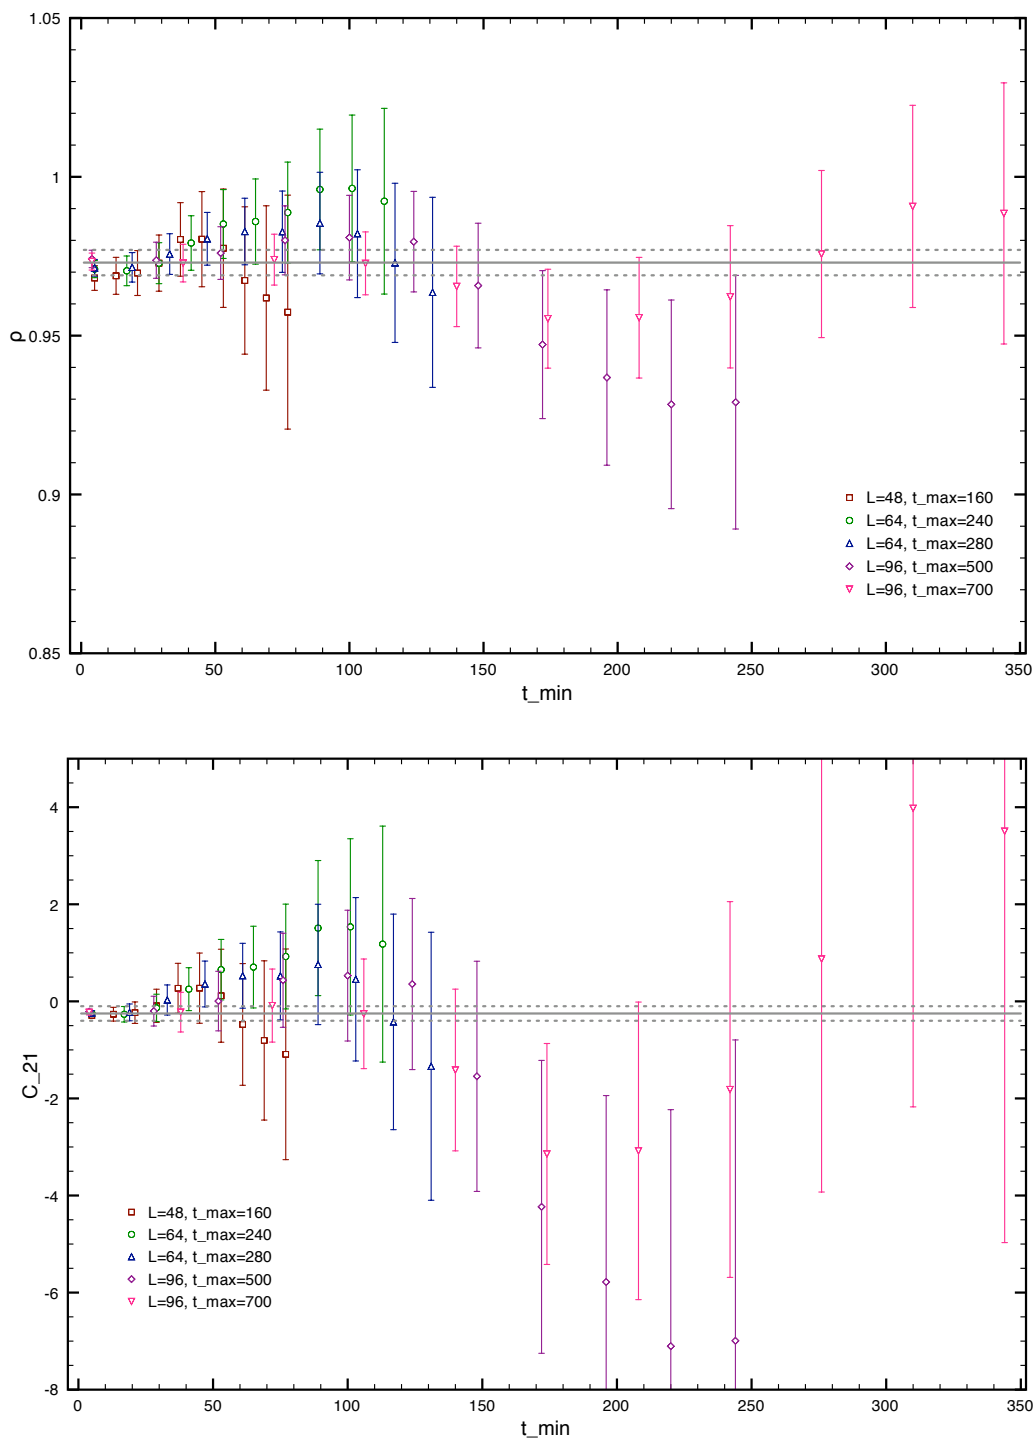 1.05
1
0.95
0.9
0.85
ρ
0 50 100 150 200 250 300 350
t_min
L=48, t_max=160
L=64, t_max=240
L=64, t_max=280
L=96, t_max=500
L=96, t_max=700
4
2
0
-2
-4
-6
-8
C_21
0 50 100 150 200 250 300 350
t_min
L=48, t_max=160
L=64, t_max=240
L=64, t_max=280
L=96, t_max=500
L=96, t_max=700